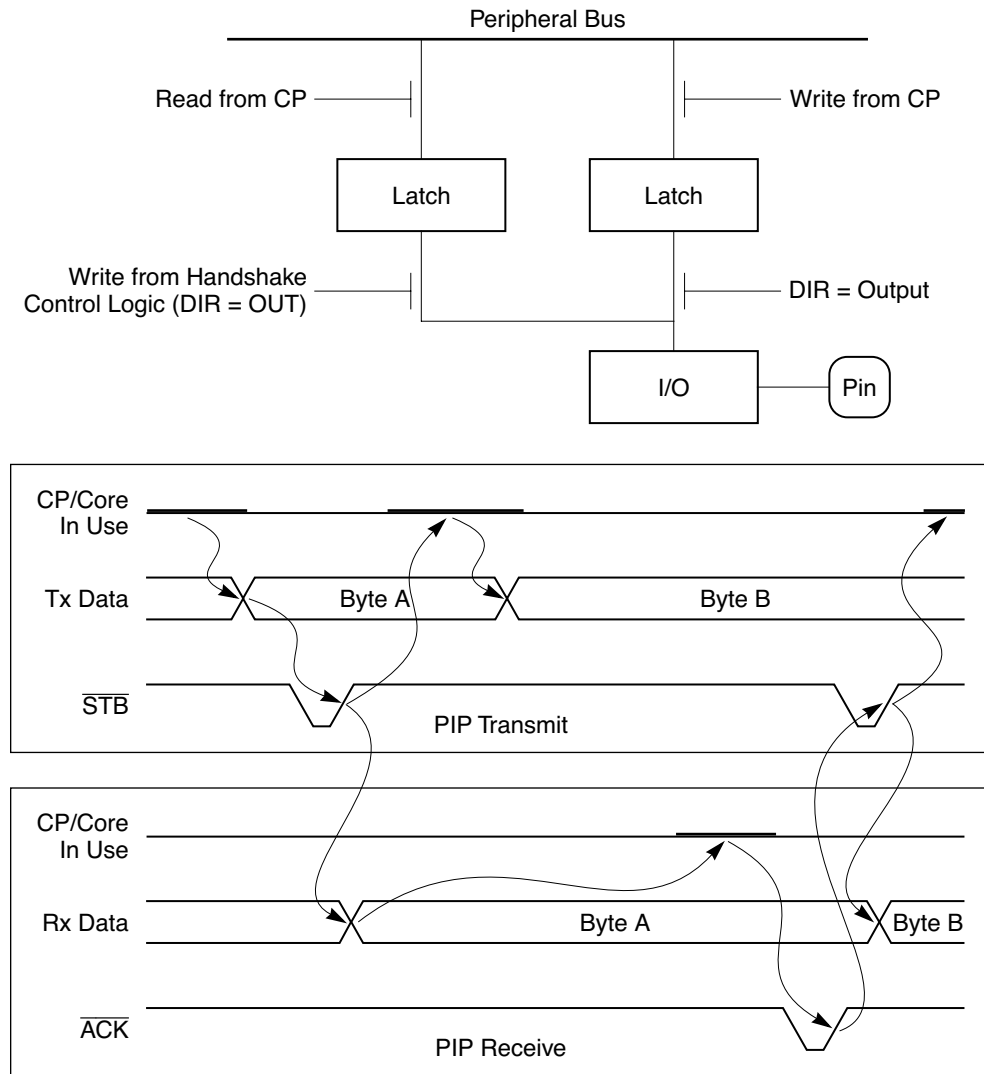 Peripheral Bus
Read from CP
Write from CP
Latch
Latch
Write from Handshake
Control Logic (DIR = OUT)
DIR = Output
I/O
Pin
CP/Core
In Use
Tx Data
Byte A
Byte B
STB
PIP Transmit
CP/Core
In Use
Rx Data
Byte A
Byte B
ACK
PIP Receive